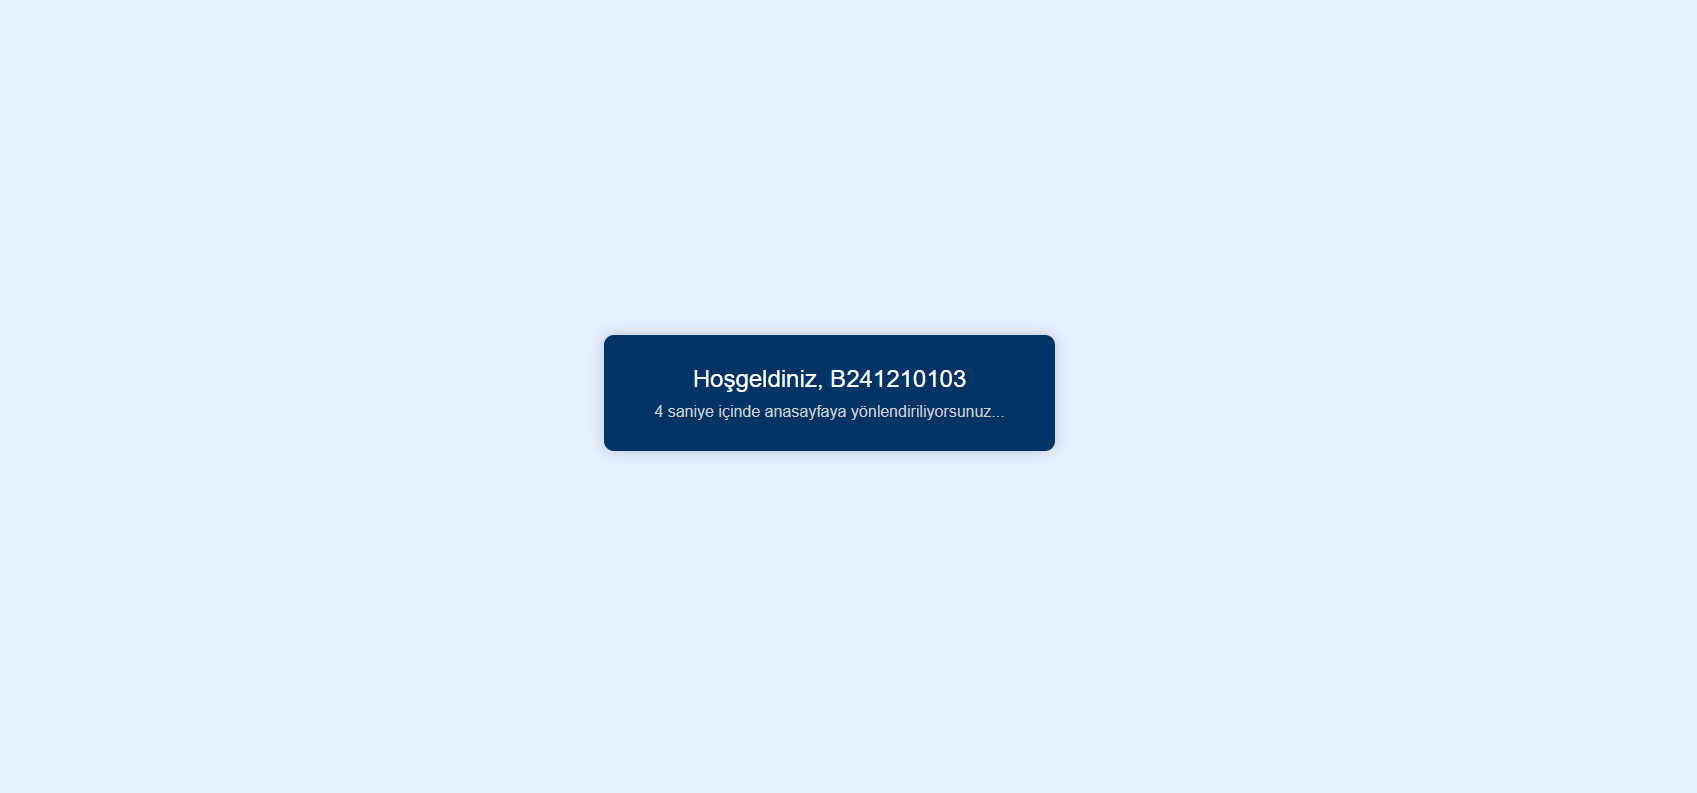 Hoşgeldiniz, B241210103
4 saniye içinde anasayfaya yönlendiriliyorsunuz...